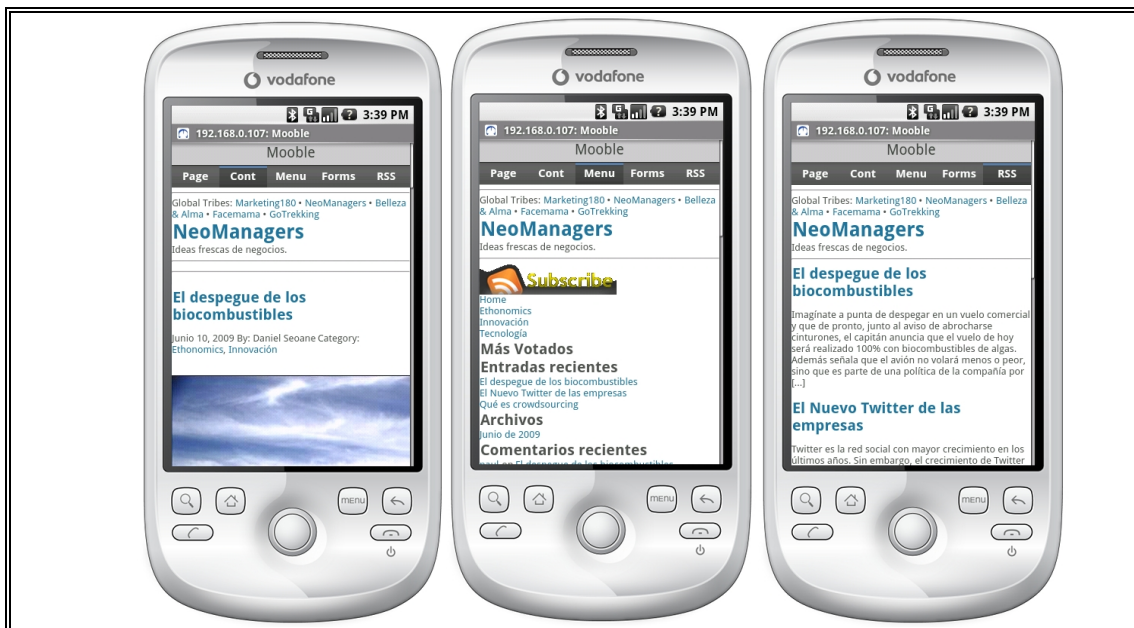 vodafone
3:39 PM
192.168.0.107: Mooble
Mooble
Page Cont Menu Forms RSS
Global Tribes: Marketing180 • NeoManagers • Belleza
& Alma • Facemama • GoTrekking
NeoManagers
Ideas frescas de negocios.
El despegue de los
biocombustibles
Junio 10, 2009 By: Daniel Seoane Category:
Ethonomics, Innovación
MENU
vodafone
3:39 PM
192.168.0.107: Mooble
Mooble
Page Cont Menu Forms RSS
Global Tribes: Marketing180 • NeoManagers • Belleza
& Alma • Facemama • GoTrekking
NeoManagers
Ideas frescas de negocios.
Subscribe
Home
Ethonomics
Innovación
Tecnología
Más Votados
Entradas recientes
El despegue de los biocombustibles
El Nuevo Twitter de las empresas
Qué es crowdsourcing
Archivos
Junio de 2009
Comentarios recientes
en El despegue de los biocombustibles
MENU
vodafone
3:39 PM
192.168.0.107: Mooble
Mooble
Page Cont Menu Forms RSS
Global Tribes: Marketing180 • NeoManagers • Belleza
& Alma • Facemama • GoTrekking
NeoManagers
Ideas frescas de negocios.
El despegue de los
biocombustibles
Imagínate a punta de despegar en un vuelo comercial
y que de pronto, junto al aviso de abrocharse
cinturones, el capitán anuncia que el vuelo de hoy
será realizado 100% con biocombustibles de algas.
Además señala que el avión no volará menos o peor,
sino que es parte de una política de la compañía por
[...]
El Nuevo Twitter de las
empresas
Twitter es la red social con mayor crecimiento en los
últimos años. Sin embargo, el crecimiento de Twitter
MENU